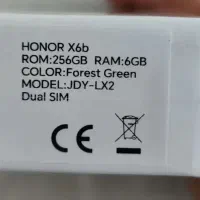 HONOR X6b
ROM:256GB RAM:6GB
COLOR:Forest Green
MODEL:JDY-LX2
Dual SIM
CE